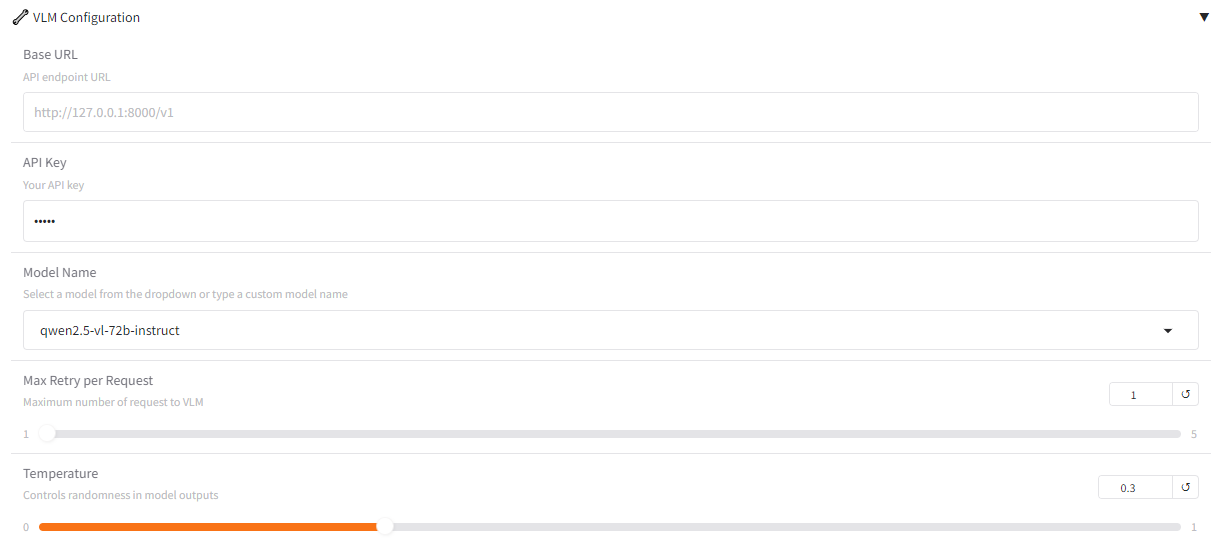 VLM Configuration
Base URL
API endpoint URL
http://127.0.0.1:8000/v1
API Key
Your API key
•••••
Model Name
Select a model from the dropdown or type a custom model name
qwen2.5-vl-72b-instruct
Max Retry per Request
Maximum number of request to VLM
1
1
5
Temperature
Controls randomness in model outputs
0.3
0
1